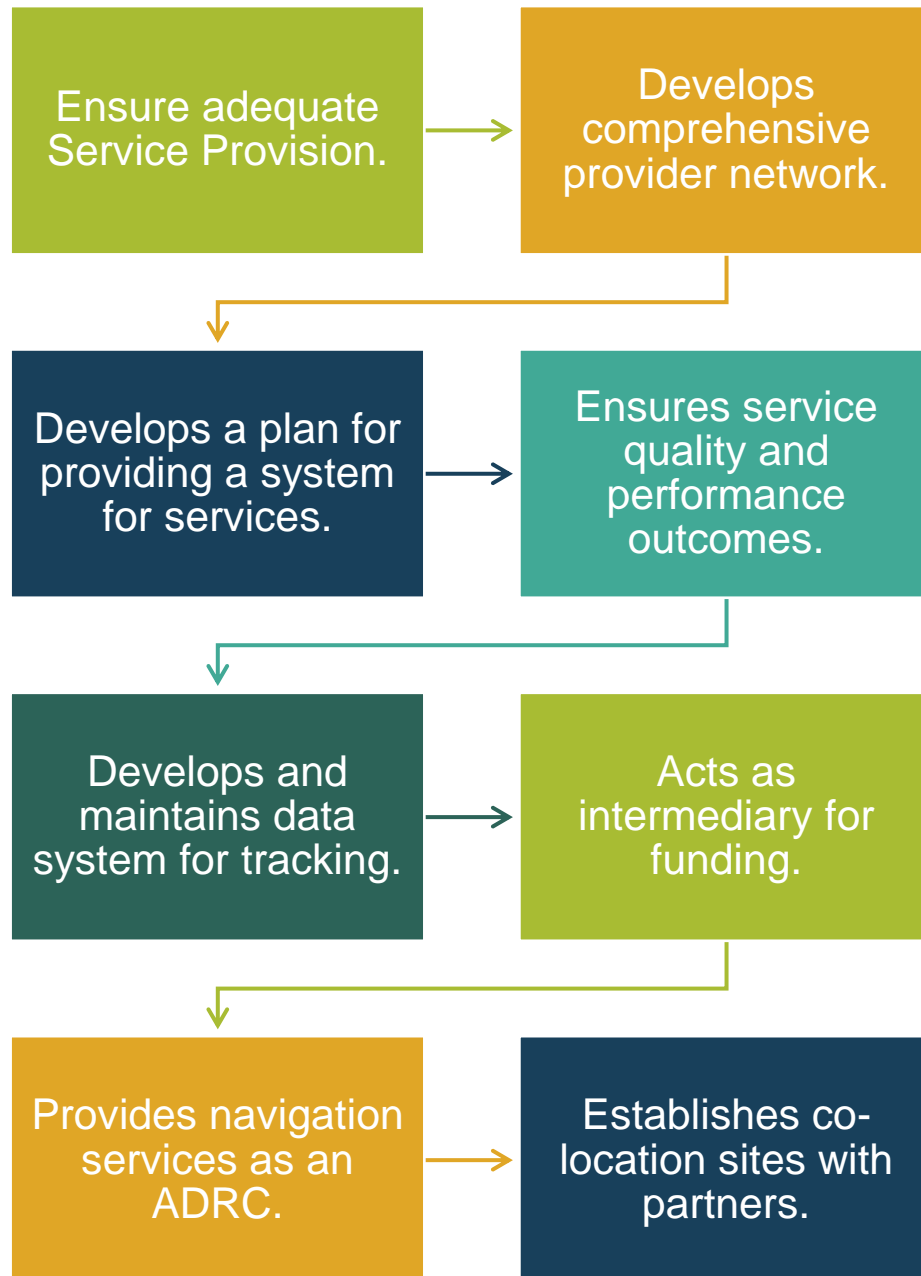 Ensure adequate
Service Provision.
Develops
comprehensive
provider network.
Develops a plan for
providing a system
for services.
Ensures service
quality and
performance
outcomes.
Develops and
maintains data
system for tracking.
Acts as
intermediary for
funding.
Provides navigation
services as an
ADRC.
Establishes co-
location sites with
partners.